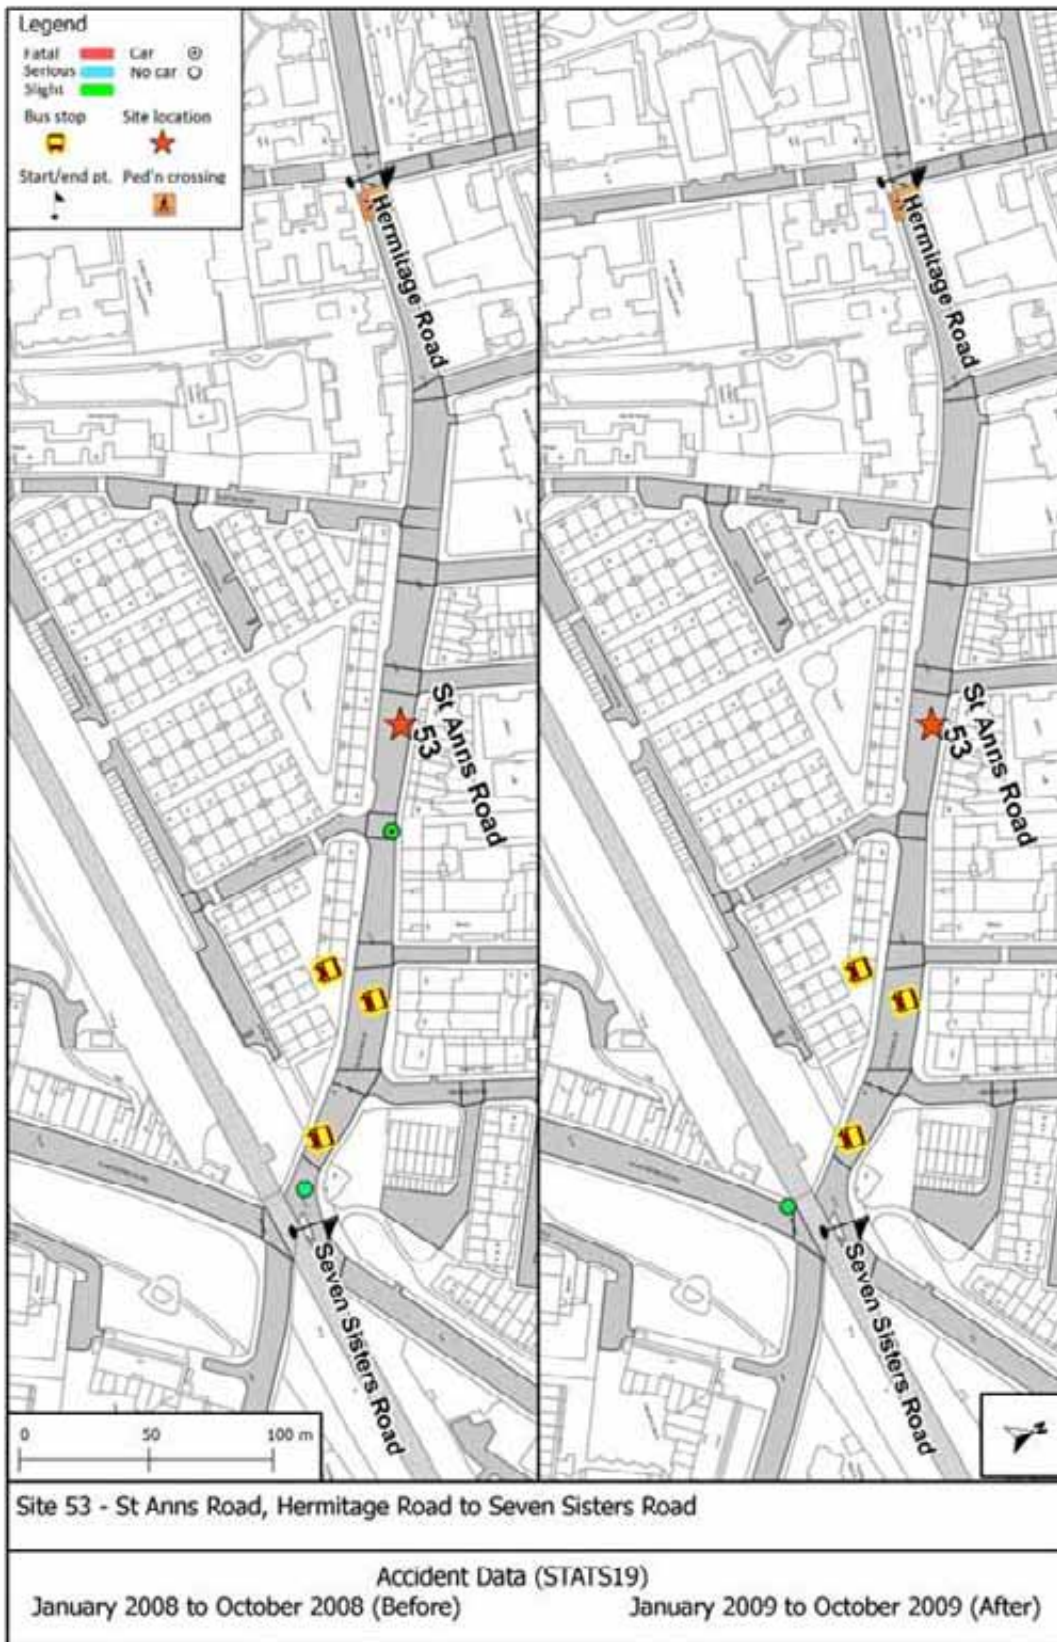 Legend
Fatal
Car
Serious
No car
Slight
Bus stop
Site location
Start/end pt.
Ped'n crossing
Hermitage Road
Hermitage Road
St Anns Road
53
St Anns Road
53
Seven Sisters Road
Seven Sisters Road
0 50 100 m
N
Site 53 - St Anns Road, Hermitage Road to Seven Sisters Road
Accident Data (STATS19)
January 2008 to October 2008 (Before)
January 2009 to October 2009 (After)